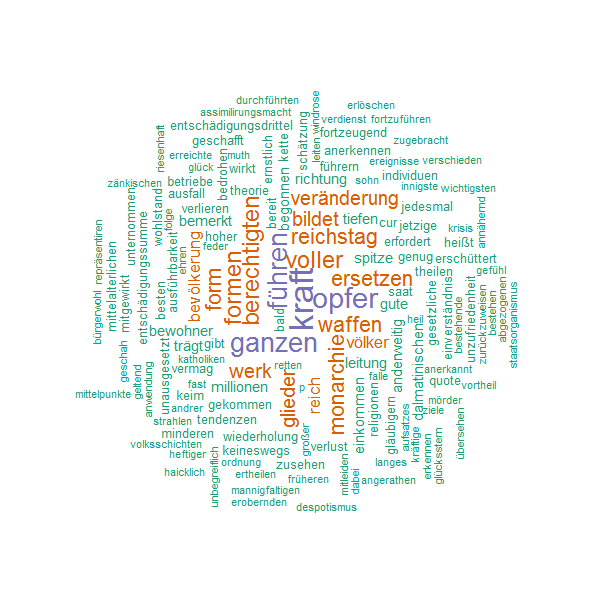 durchführten
erlöschen
assimilirungsmacht
windrose
verdienst
fortzuführen
entschädigungsdrittel
schätzung
fortzeugend
zugebracht
riesenhaft
geschafft
kette
leiten
anerkennen
erreichte
muth
ernstlich
ereignisse
verschieden
glück
wirkt
führern
individuen
zänkischen
betriebe
bedrohen
theorie
richtung
sohn
innigste
wichtigsten
ausfall
bereit
begonnen
veränderung
jedesmal
wohlstand
verlieren
berechtigten
bildet
tiefen
cur
jetzige
krisis
annähernd
repräsentiren
unternommen
folge
bemerkt
hoher
reichstag
erfordert
heißt
feder
führen
voller
spitze
genug
erschüttert
bürgerwohl
mittelalterlichen
mitgewirkt
entschädigungssumme
besten
ausführbarkeit
ehren
bevölkerung
form
formen
kraft
ersetzen
theilen
gefühl
opfer
saat
gute
gesetzliche
einverständnis
bestehende
unzufriedenheit
zurückzuweisen
bestehen
abgezogenen
staatsorganismus
bald
waffen
heil
bewohner
ganzen
völker
geschah
trägt
gibt
monarchie
leitung
anderweitig
dalmatinischen
katholiken
geltend
anwendung
unausgesetzt
vermag
werk
retten
falle
anerkannt
mittelpunkte
fast
millionen
glieder
p
reich
religionen
quote
vortheil
keim
andrer
gekommen
einkommen
mörder
strahlen
tendenzen
gläubigern
aufsatzes
ziele
volksschichten
minderen
wiederholung
großer
verlust
kräftige
erkennen
glücksstern
übersehen
heftiger
keineswegs
ordnung
zusehen
mitleiden
dabei
langes
haicklich
unbegreiflich
ertheilen
früheren
angerathen
mannigfaltigen
erobernden
despotismus